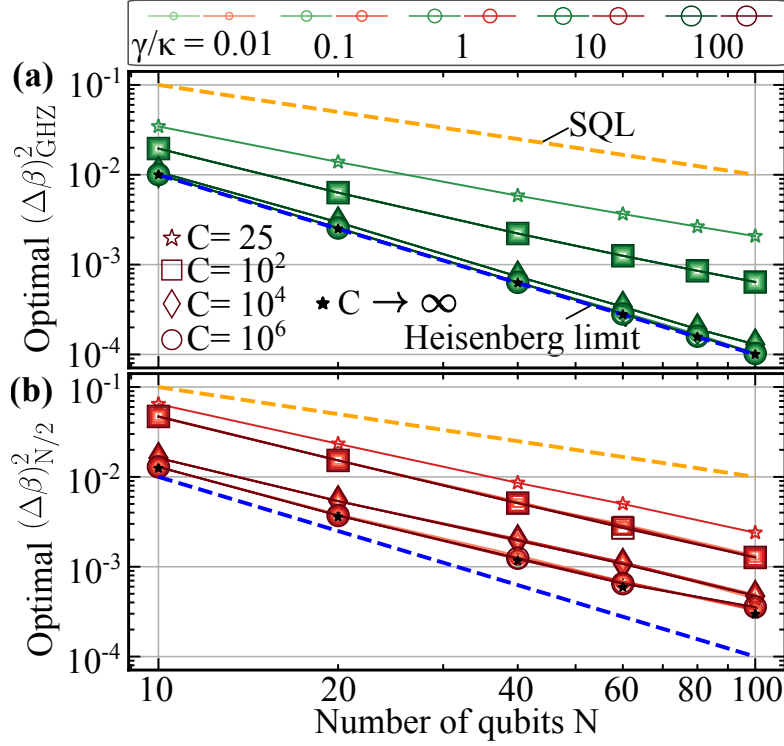 γ/κ = 0.01 0.1 1 10 100
(a)
Optimal (Δβ)²_GHZ
10⁻¹
10⁻²
10⁻³
10⁻⁴
SQL
C= 25
C= 10²
C= 10⁴
C= 10⁶
C → ∞
Heisenberg limit
(b)
Optimal (Δβ)²_N/2
10⁻¹
10⁻²
10⁻³
10⁻⁴
10 20 40 60 80 100
Number of qubits N